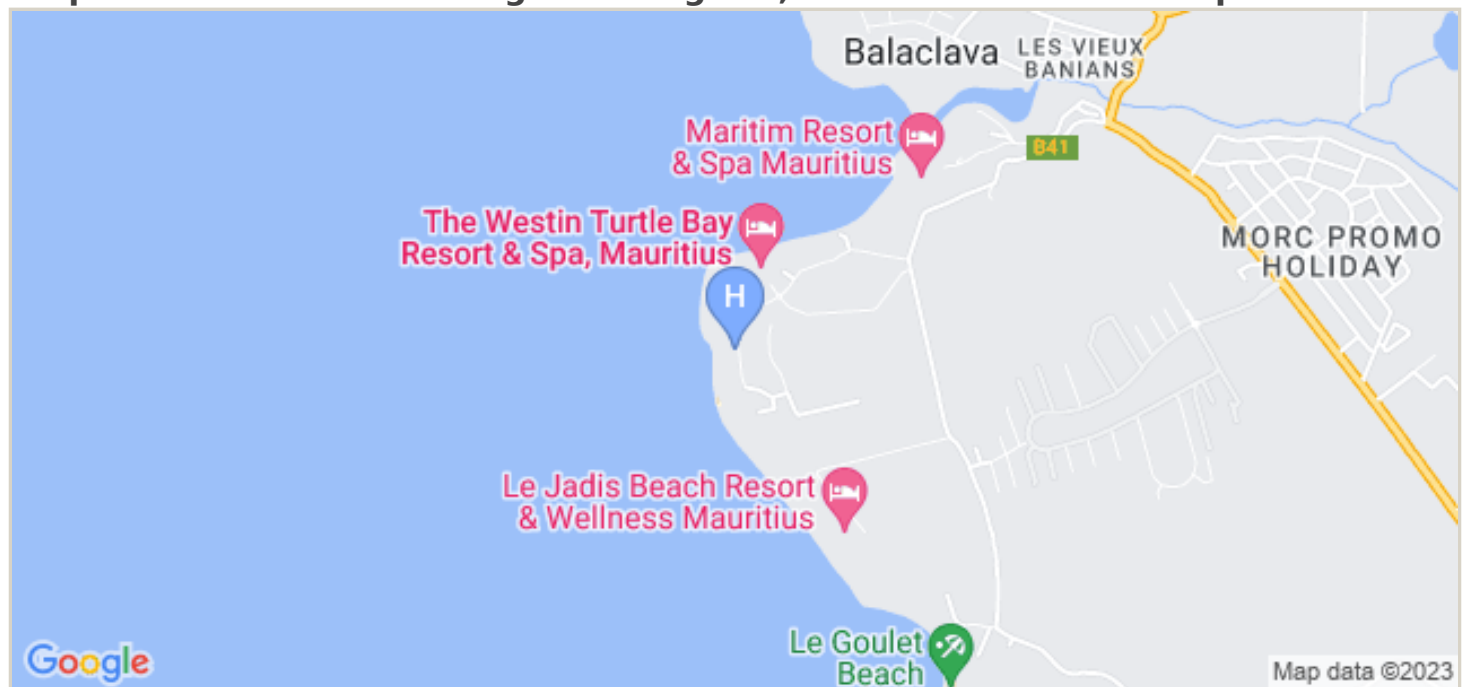 Balaclava
LES VIEUX
BANIANS
Maritim Resort
& Spa Mauritius
B41
The Westin Turtle Bay
Resort & Spa, Mauritius
MORC PROMO
HOLIDAY
H
Le Jadis Beach Resort
& Wellness Mauritius
Le Goulet
Beach
Google
Map data ©2023